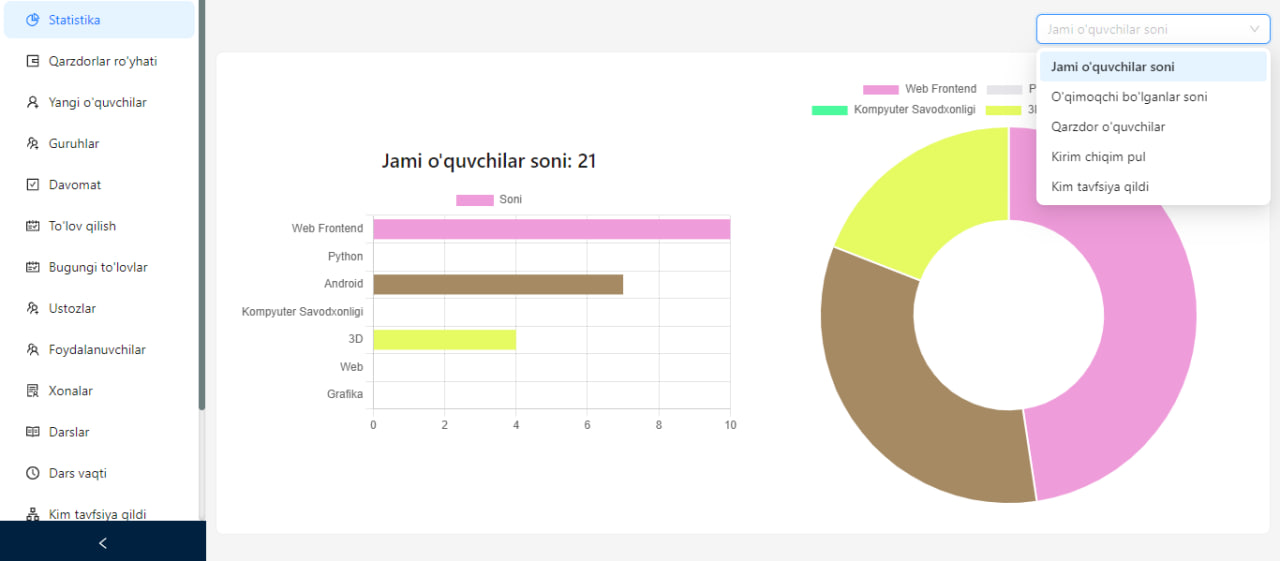 Statistika
Qarzdorlar ro'yhati
Yangi o`quvchilar
Guruhlar
Davomat
To'lov qilish
Bugungi to'lovlar
Ustozlar
Foydalanuvchilar
Xonalar
Darslar
Dars vaqti
Kim tavfsiya qildi
Jami o'quvchilar soni
Jami o'quvchilar soni
O'qimoqchi bo'lganlar soni
Qarzdor o'quvchilar
Kirim chiqim pul
Kim tavfsiya qildi
Jami o'quvchilar soni: 21
Soni
Web Frontend
Python
Android
Kompyuter Savodxonligi
3D
Web
Grafika
0 2 4 6 8 10
Web Frontend
Kompyuter Savodxonligi